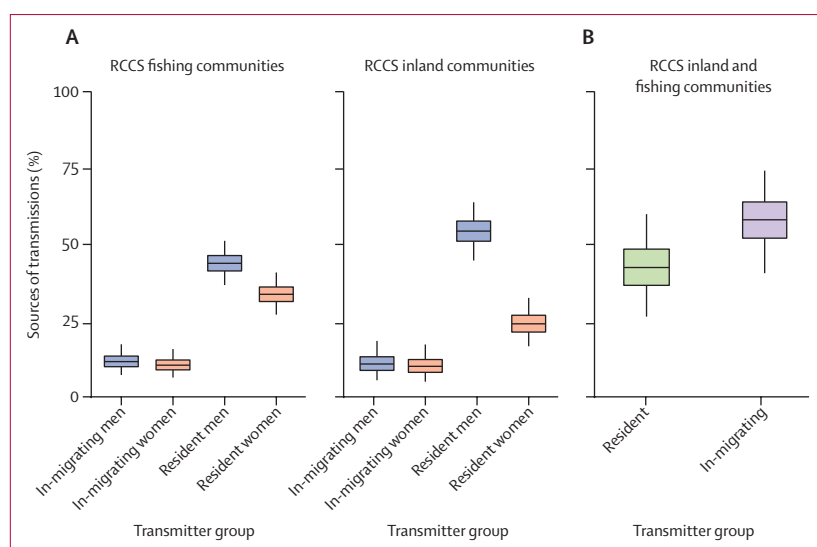 A
B
RCCS fishing communities
RCCS inland communities
RCCS inland and
fishing communities
Sources of transmissions (%)
100
75
50
25
0
In-migrating men
In-migrating women
Resident men
Resident women
In-migrating men
In-migrating women
Resident men
Resident women
Resident
In-migrating
Transmitter group
Transmitter group
Transmitter group